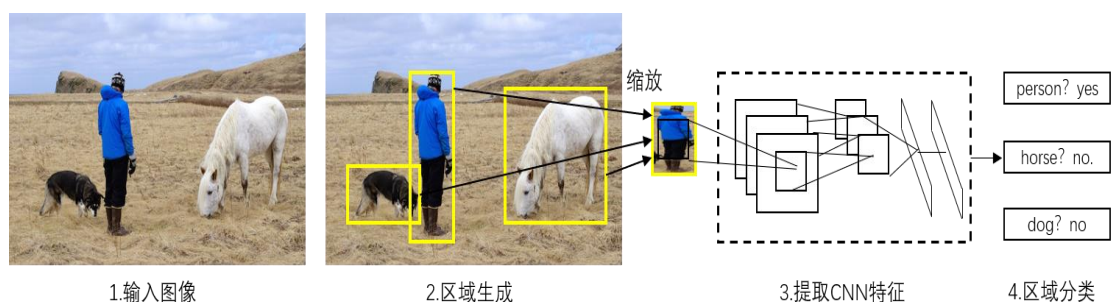 缩放
person? yes
horse? no.
dog? no
1.输入图像
2.区域生成
3.提取CNN特征
4.区域分类